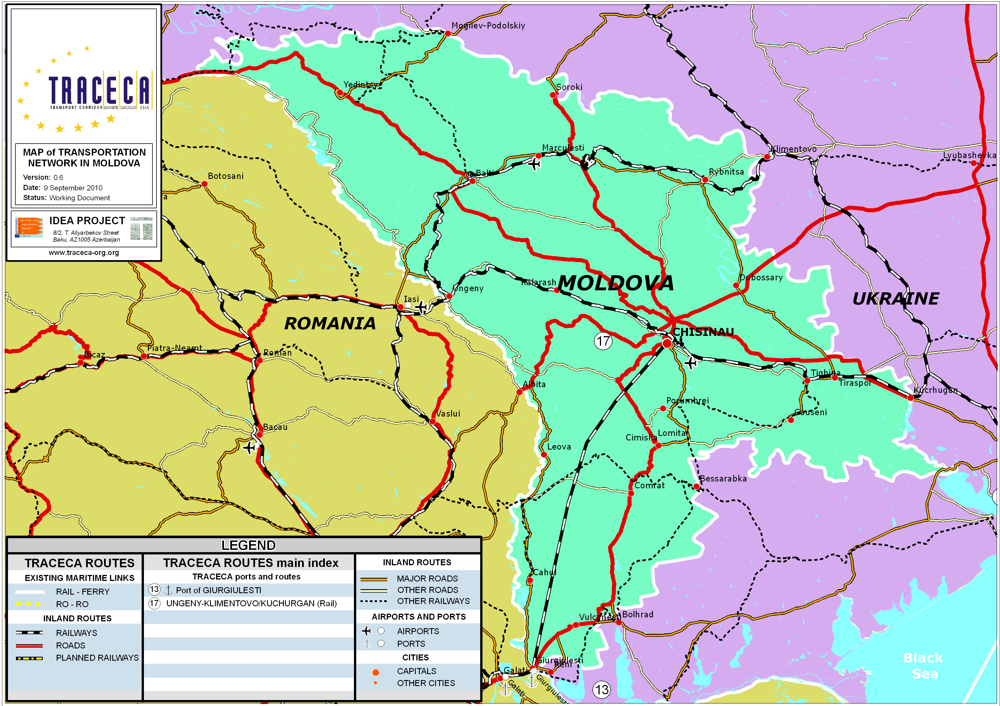 TRACECA
TRANSPORT CORRIDOR EUROPE CAUCASUS ASIA
MAP of TRANSPORTATION
NETWORK IN MOLDOVA
Version: 0.6
Date: 9 September 2010
Status: Working Document
IDEA PROJECT
8/2, T. Aliyarbekov Street
Baku, AZ1005 Azerbaijan
www.traceca-org.org
Mogilev-Podolskiy
Yedintsy
Soroki
Marculesti
Klimentovo
Lyubashevka
Botosani
Balti
Rybnitsa
ra
MOLDOVA
Kalarash
Dubossary
Ungeny
UKRAINE
Iasi
ROMANIA
CHISINAU
17
Bicaz
Piatra-Neamt
Roman
Tighina
Tiraspol
Albita
Kucrhugan
Porumbrei
Causeni
Vaslui
Bacau
Cimislia
Lomita
Leova
Bessarabka
Comrat
Cahul
Vulcanesti
Bolhrad
Giurgiulesti
Reni
Galati
Galati
Giurgiulesti
13
Black
Sea
LEGEND
TRACECA ROUTES
EXISTING MARITIME LINKS
RAIL - FERRY
RO - RO
INLAND ROUTES
RAILWAYS
ROADS
PLANNED RAILWAYS
TRACECA ROUTES main index
TRACECA ports and routes
13 Port of GIURGIULESTI
17 UNGENY-KLIMENTOVO/KUCHURGAN (Rail)
INLAND ROUTES
MAJOR ROADS
OTHER ROADS
OTHER RAILWAYS
AIRPORTS AND PORTS
AIRPORTS
PORTS
CITIES
CAPITALS
OTHER CITIES